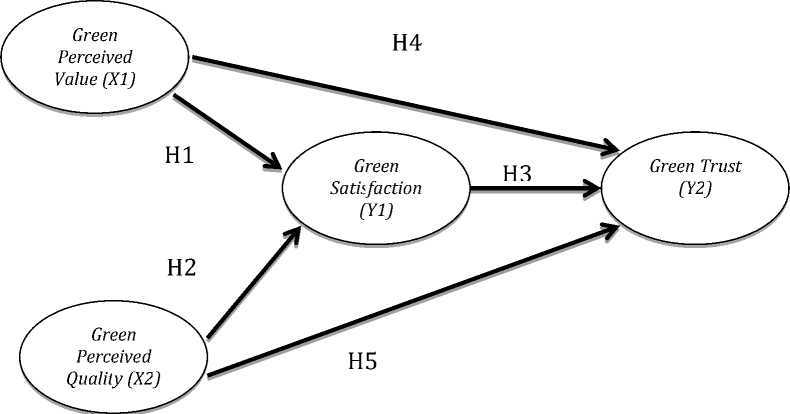 Green
Perceived
Value (X1)
H4
H1
Green
Satisfaction
(Y1)
H3
Green Trust
(Y2)
H2
Green
Perceived
Quality (X2)
H5